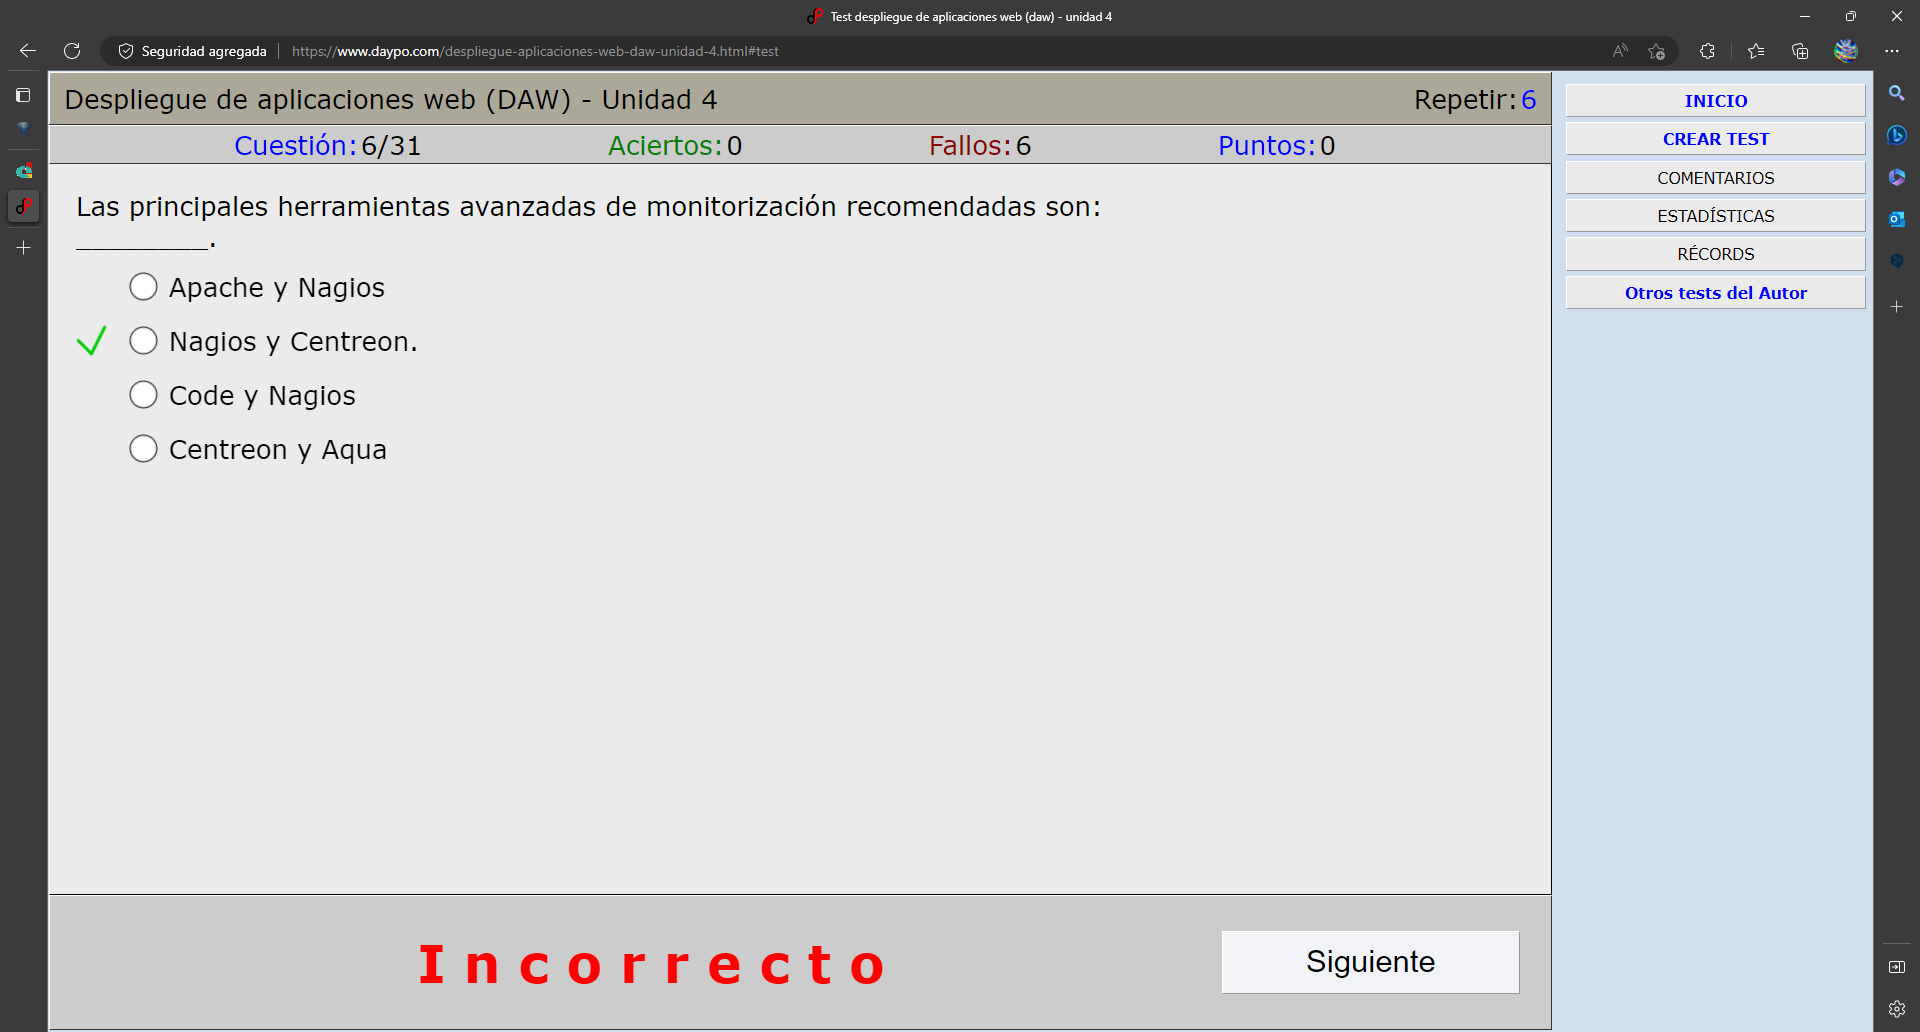 Test despliegue de aplicaciones web (daw) - unidad 4
Seguridad agregada
https://www.daypo.com/despliegue-aplicaciones-web-daw-unidad-4.html#test
Despliegue de aplicaciones web (DAW) - Unidad 4
Repetir:6
Cuestión:6/31
Aciertos:0
Fallos:6
Puntos:0
Las principales herramientas avanzadas de monitorización recomendadas son:
________.
Apache y Nagios
Nagios y Centreon.
Code y Nagios
Centreon y Aqua
Incorrecto
Siguiente
INICIO
CREAR TEST
COMENTARIOS
ESTADÍSTICAS
RÉCORDS
Otros tests del Autor